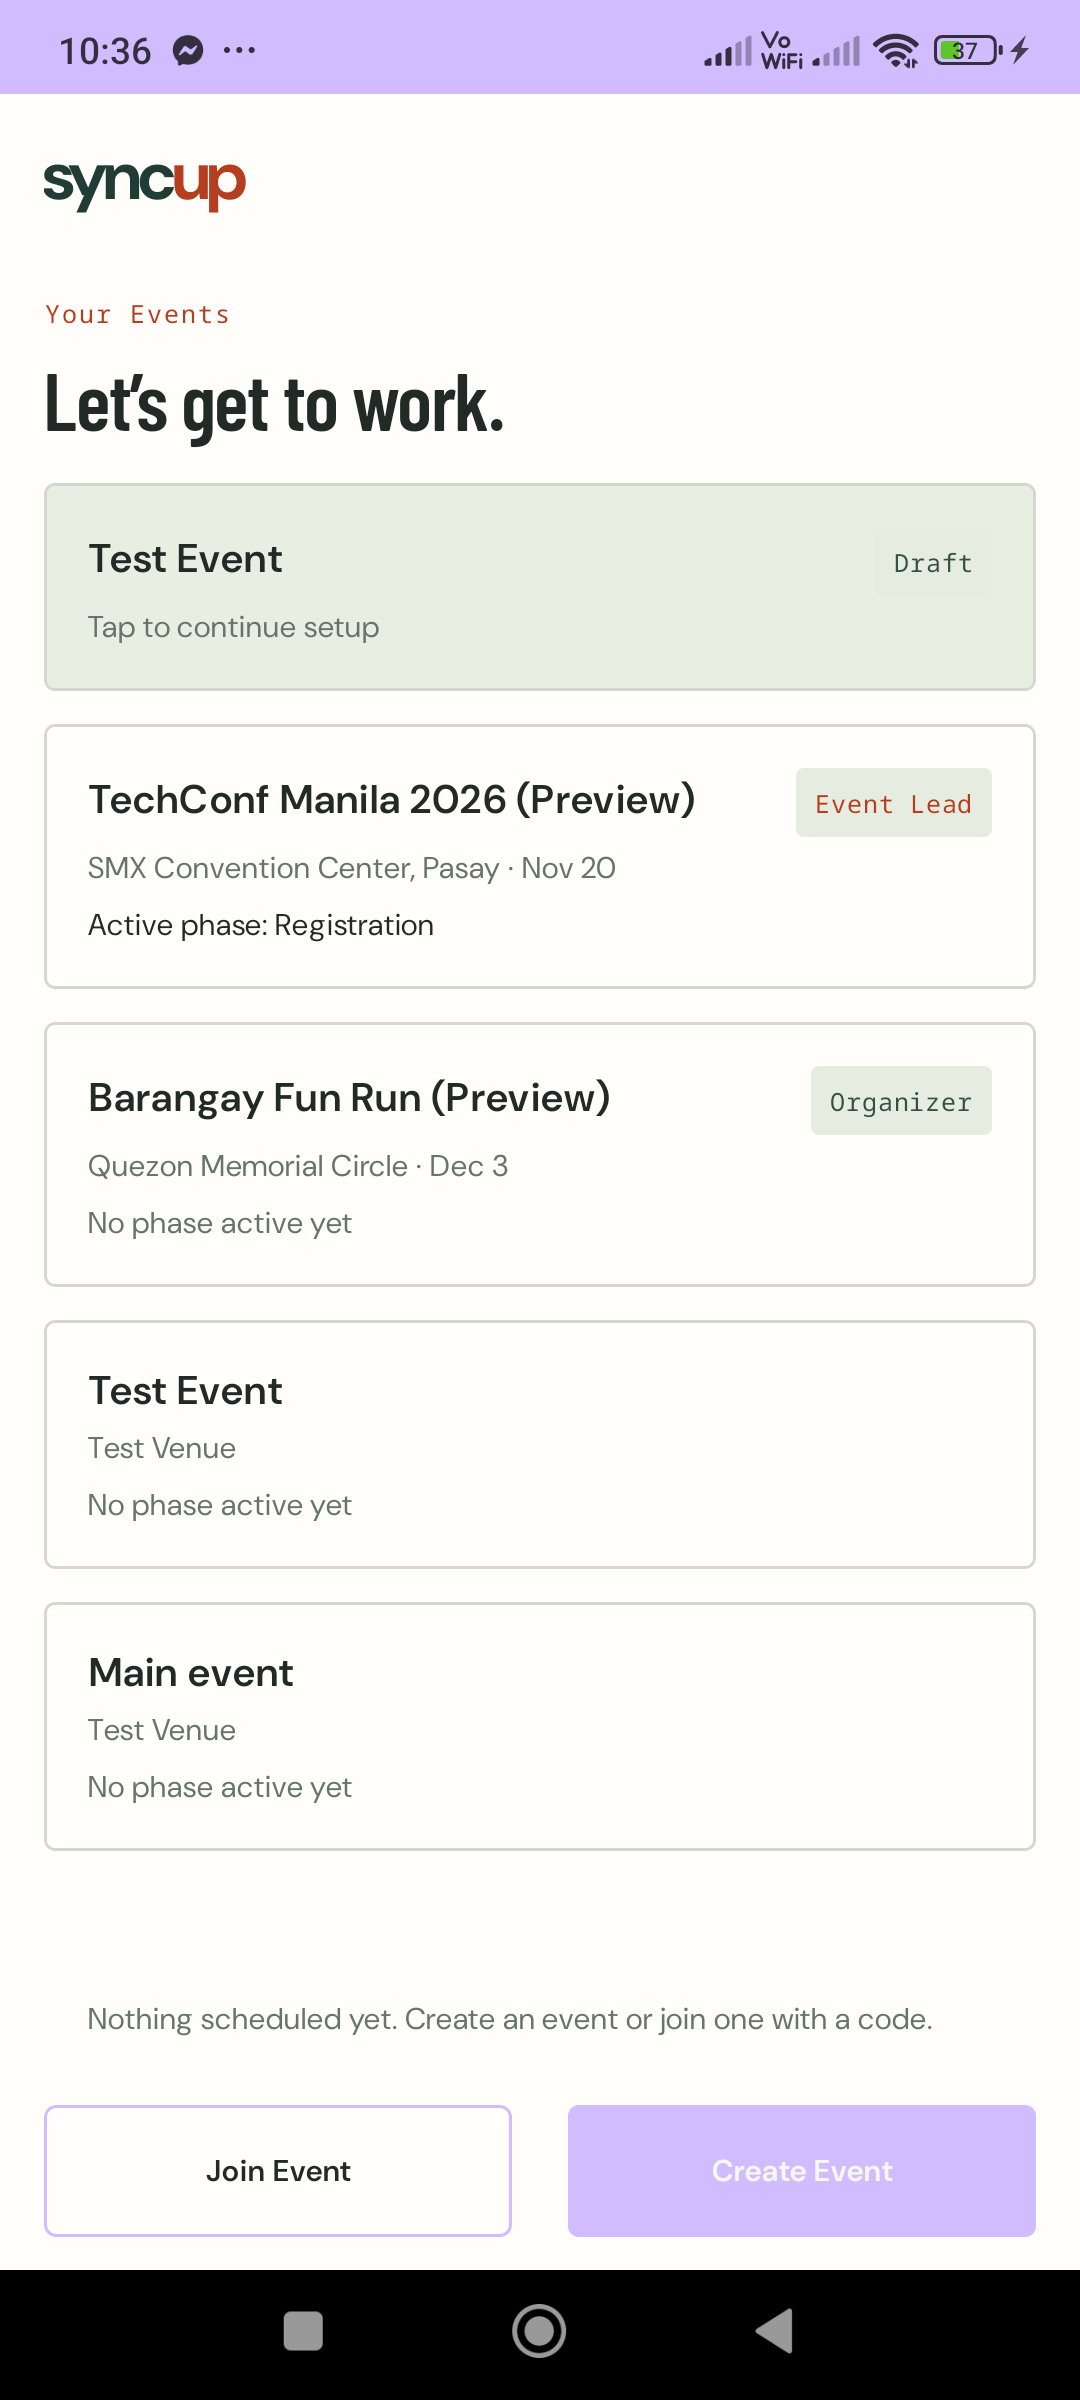 10:36
Vo
WiFi
37
syncup
Your Events
Let's get to work.
Test Event
Draft
Tap to continue setup
TechConf Manila 2026 (Preview)
Event Lead
SMX Convention Center, Pasay · Nov 20
Active phase: Registration
Barangay Fun Run (Preview)
Organizer
Quezon Memorial Circle · Dec 3
No phase active yet
Test Event
Test Venue
No phase active yet
Main event
Test Venue
No phase active yet
Nothing scheduled yet. Create an event or join one with a code.
Join Event
Create Event